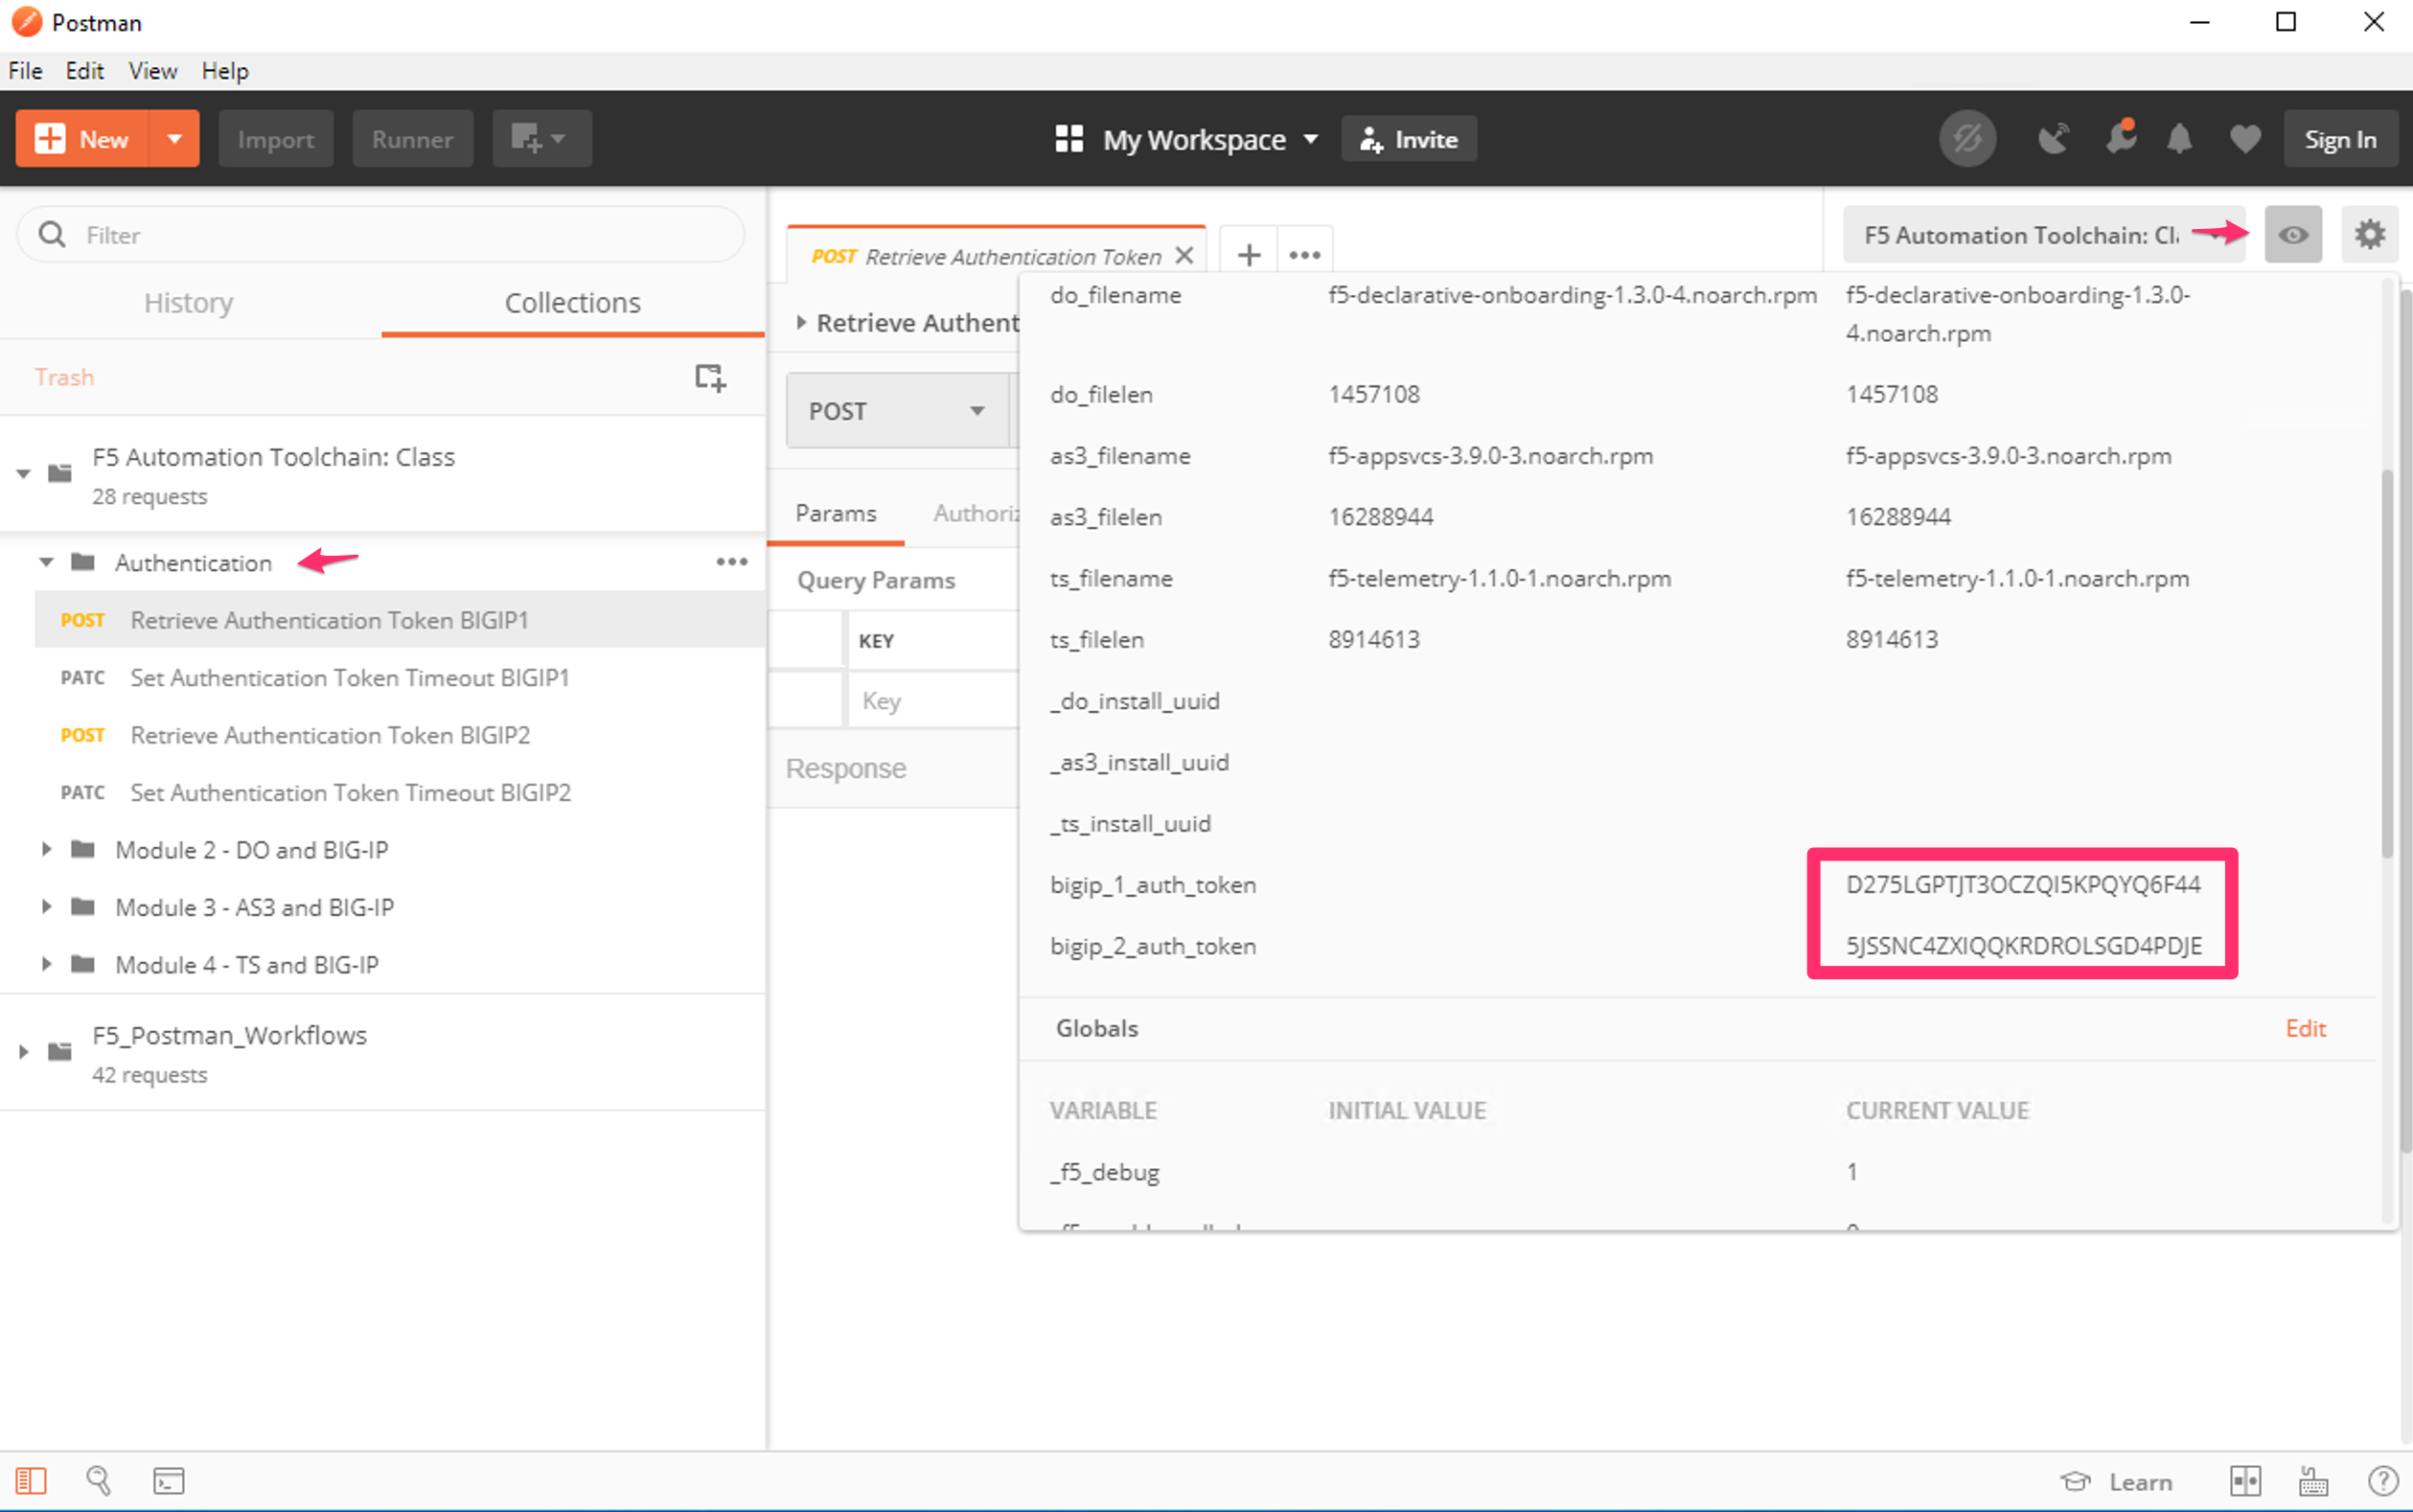 Postman
File Edit View Help
New Import Runner My Workspace Invite Sign In
Filter
History Collections
Trash
F5 Automation Toolchain: Class
28 requests
Authentication
POST Retrieve Authentication Token BIGIP1
PATC Set Authentication Token Timeout BIGIP1
POST Retrieve Authentication Token BIGIP2
PATC Set Authentication Token Timeout BIGIP2
Module 2 - DO and BIG-IP
Module 3 - AS3 and BIG-IP
Module 4 - TS and BIG-IP
F5_Postman_Workflows
42 requests
POST Retrieve Authentication Token
F5 Automation Toolchain:
Retrieve
POST
Params
Query Params
KEY
Key
Response
do_filename f5-declarative-onboarding-1.3.0-4.noarch.rpm f5-declarative-onboarding-1.3.0-
4.noarch.rpm
do_filelen 1457108 1457108
as3_filename f5-appsvcs-3.9.0-3.noarch.rpm f5-appsvcs-3.9.0-3.noarch.rpm
as3_filelen 16288944 16288944
ts_filename f5-telemetry-1.1.0-1.noarch.rpm f5-telemetry-1.1.0-1.noarch.rpm
ts_filelen 8914613 8914613
_do_install_uuid
_as3_install_uuid
_ts_install_uuid
bigip_1_auth_token D275LGPTJT3OCZQI5KPQYQ6F44
bigip_2_auth_token 5JSSNC4ZXIQQKRDROLSGD4PDJE
Globals Edit
VARIABLE INITIAL VALUE CURRENT VALUE
_f5_debug 1
Learn